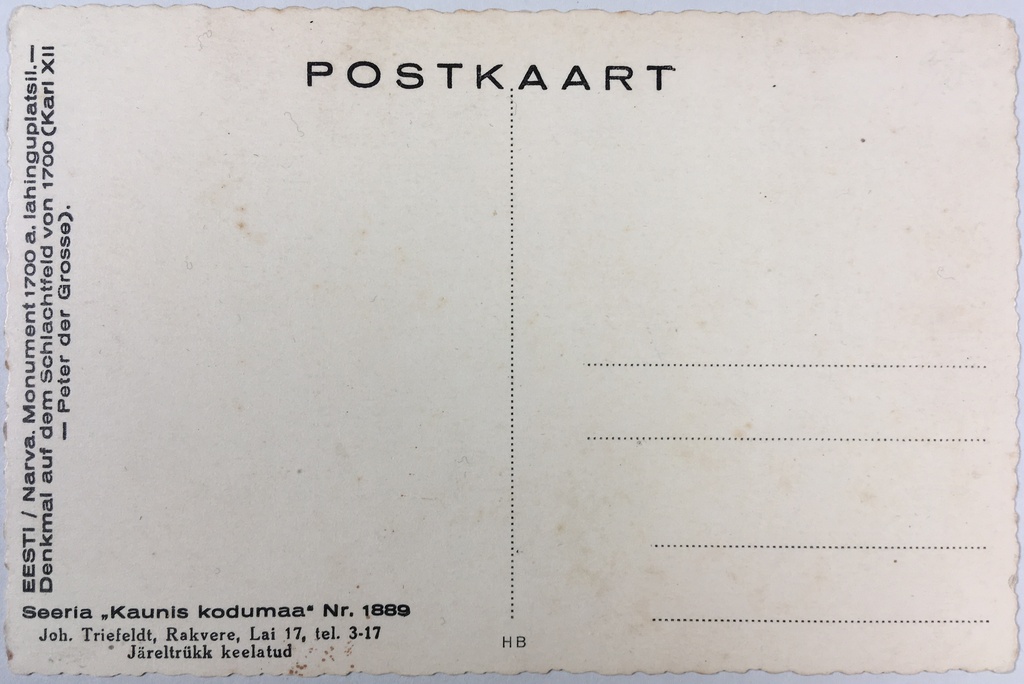 POSTKAART
EESTI / Narva. Monument 1700 a. lahinguplatsil.—
Denkmal auf dem Schlachtfeld von 1700 (Karl XII
— Peter der Grosse).
Seeria „Kaunis kodumaa“ Nr. 1889
Joh. Triefeldt, Rakvere, Lai 17, tel. 3-17
Järeltrükk keelatud
HB